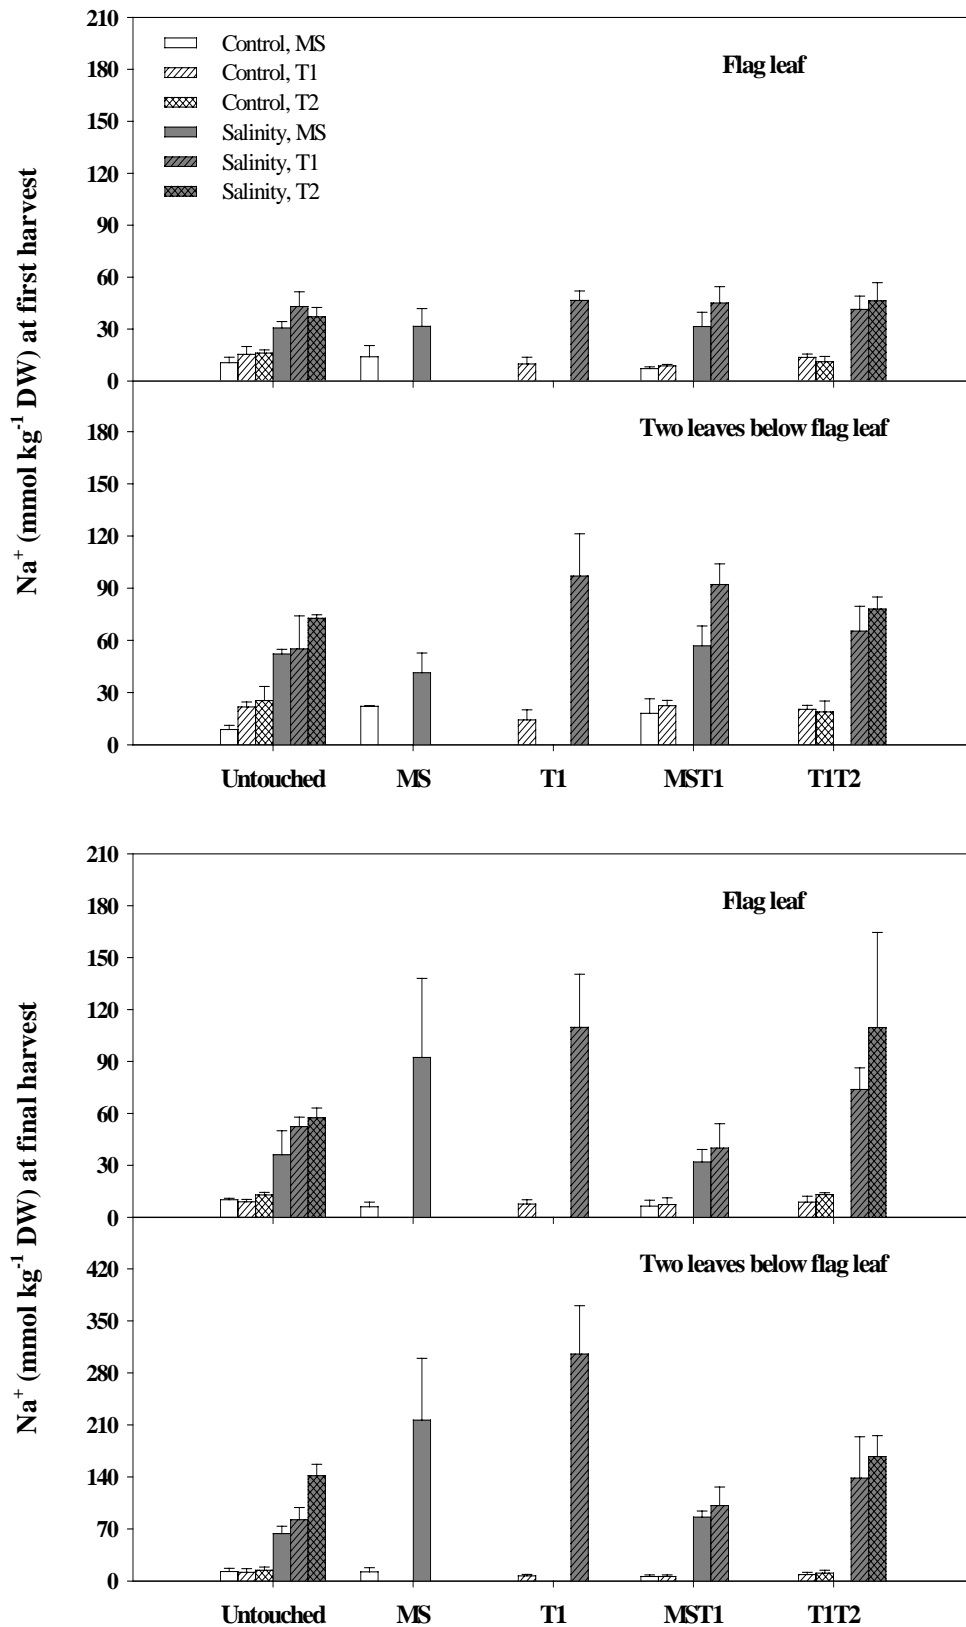 Na⁺ (mmol kg⁻¹ DW) at first harvest
210
180
150
120
90
60
30
0
Control, MS
Control, T1
Control, T2
Salinity, MS
Salinity, T1
Salinity, T2
Flag leaf
180
150
120
90
60
30
0
Two leaves below flag leaf
Untouched MS T1 MST1 T1T2
Na⁺ (mmol kg⁻¹ DW) at final harvest
210
180
150
120
90
60
30
0
Flag leaf
420
350
280
210
140
70
0
Two leaves below flag leaf
Untouched MS T1 MST1 T1T2